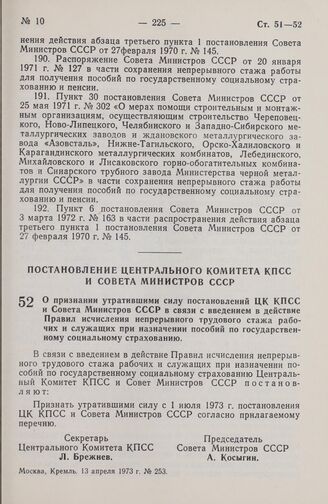 № 10 — 225 — Ст. 51—52
нения действия абзаца третьего пункта 1 постановления Совета
Министров СССР от 27февраля 1970 г. № 145.
190. Распоряжение Совета Министров СССР от 20 января
1971 г. № 127 в части сохранения непрерывного стажа работы
для получения пособий по государственному социальному страхо-
ванию и пенсии.
191. Пункт 30 постановления Совета Министров СССР от
25 мая 1971 г. № 302 «О мерах помощи строительным и монтаж-
ным организациям, осуществляющим строительство Череповец-
кого, Ново-Липецкого, Челябинского и Западно-Сибирского ме-
таллургических заводов и ждановского металлургического заво-
да «Азовсталь», Нижне-Тагильского, Орско-Халиловского и
Карагандинского металлургических комбинатов, Лебединского,
Михайловского и Лисаковского горно-обогатительных комбина-
тов и Синарского трубного завода Министерства черной метал-
лургии СССР» в части сохранения непрерывного стажа работы
для получения пособий по государственному социальному стра-
хованию и пенсии.
192. Пункт 6 постановления Совета Министров СССР от
3 марта 1972 г. № 163 в части распространения действия абзаца
третьего пункта 1 постановления Совета Министров СССР от
27 февраля 1970 г. № 145.
ПОСТАНОВЛЕНИЕ ЦЕНТРАЛЬНОГО КОМИТЕТА КПСС
И СОВЕТА МИНИСТРОВ СССР
52 О признании утратившими силу постановлений ЦК КПСС
и Совета Министров СССР в связи с введением в действие
Правил исчисления непрерывного трудового стажа рабо-
чих и служащих при назначении пособий по государствен-
ному социальному страхованию.
В связи с введением в действие Правил исчисления непрерыв-
ного трудового стажа рабочих и служащих при назначении по-
собий по государственному социальному страхованию Централь-
ный Комитет КПСС и Совет Министров СССР постанов-
ляют:
Признать утратившими силу с 1 июля 1973 г. постановления
ЦК КПСС и Совета Министров СССР согласно прилагаемому
перечню.
Секретарь Председатель
Центрального Комитета КПСС Совета Министров СССР
Л. Брежнев. А. Косыгин.
Москва, Кремль. 13 апреля 1973 г. № 253.